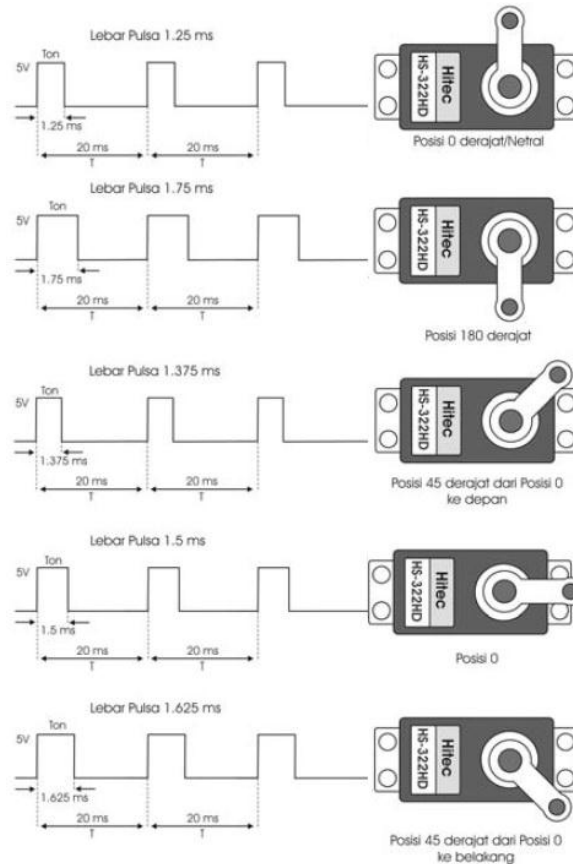 Lebar Pulsa 1.25 ms
Ton
5V
1.25 ms
20 ms
20 ms
T
T
Hitec
HS-322HD
Posisi 0 derajat/Netral
Lebar Pulsa 1.75 ms
Ton
5V
1.75 ms
20 ms
20 ms
T
T
Hitec
HS-322HD
Posisi 180 derajat
Lebar Pulsa 1.375 ms
Ton
5V
1.375 ms
20 ms
20 ms
T
T
Hitec
HS-322HD
Posisi 45 derajat dari Posisi 0
ke depan
Lebar Pulsa 1.5 ms
Ton
5V
1.5 ms
20 ms
20 ms
T
T
Hitec
HS-322HD
Posisi 0
Lebar Pulsa 1.625 ms
Ton
5V
1.625 ms
20 ms
20 ms
T
T
Hitec
HS-322HD
Posisi 45 derajat dari Posisi 0
ke belakang